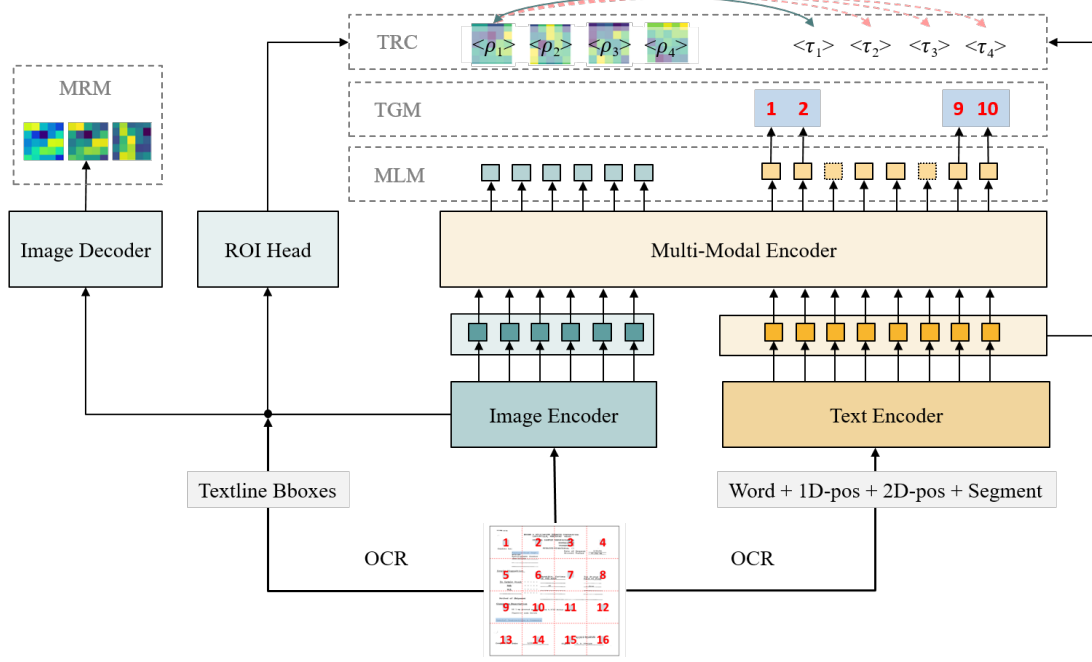 TRC <ρ1> <ρ2> <ρ3> <ρ4> <τ1> <τ2> <τ3> <τ4>
MRM
TGM 1 2 9 10
MLM
Image Decoder ROI Head Multi-Modal Encoder
Image Encoder Text Encoder
Textline Bboxes Word + 1D-pos + 2D-pos + Segment
OCR OCR
1 2 3 4
5 6 7 8
9 10 11 12
13 14 15 16